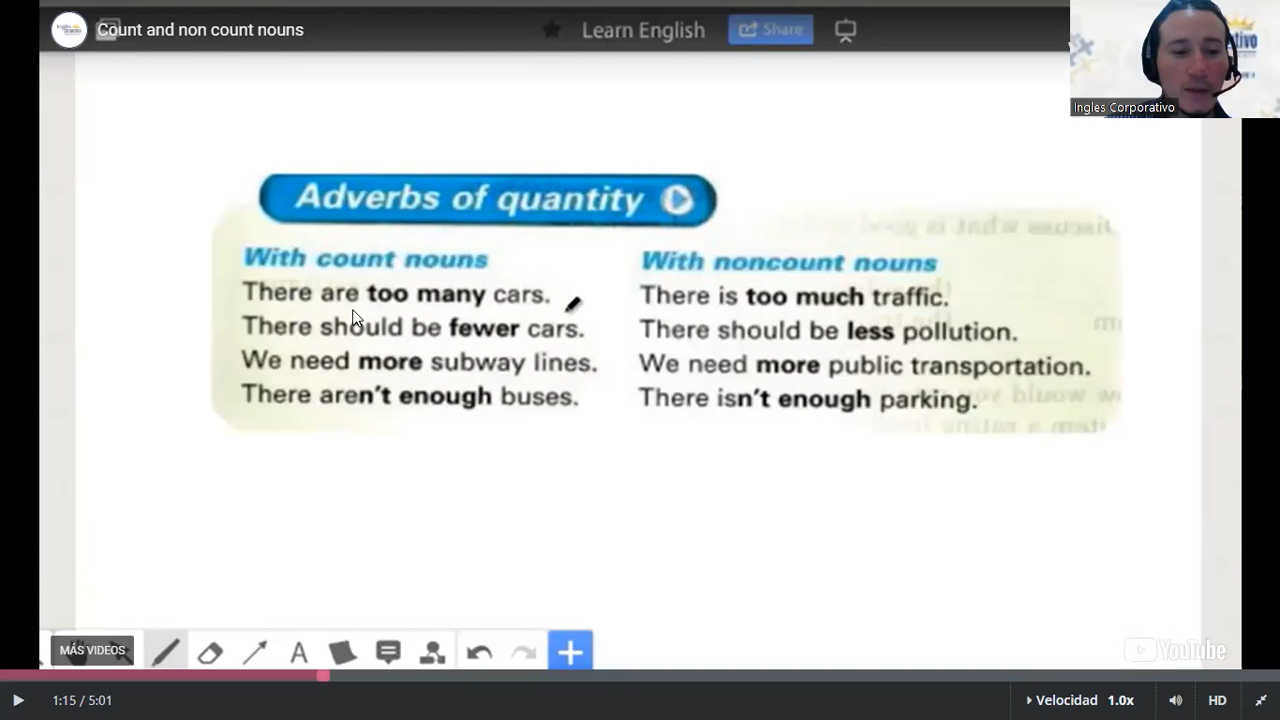 Count and non count nouns
Learn English
Share
Ingles Corporativo
Adverbs of quantity
With count nouns
There are too many cars.
There should be fewer cars.
We need more subway lines.
There aren't enough buses.
With noncount nouns
There is too much traffic.
There should be less pollution.
We need more public transportation.
There isn't enough parking.
MÁS VIDEOS
A
YouTube
1:15 / 5:01
Velocidad 1.0x
HD